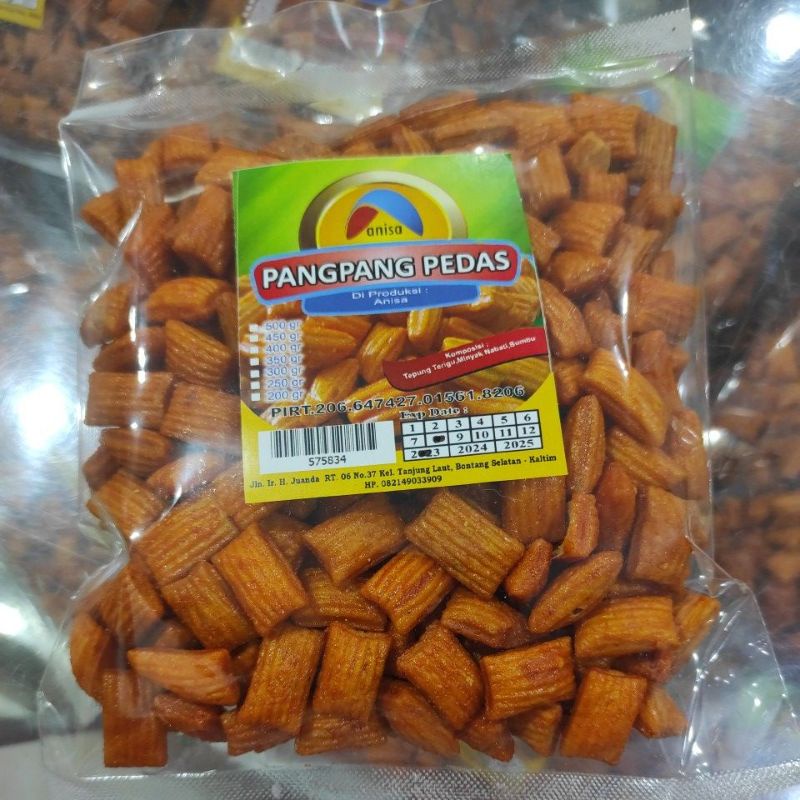 anisa
PANGPANG PEDAS
Di Produksi :
Anisa
500 gr
450 gr
400 gr
350 gr
300 gr
250 gr
200 gr
Komposisi :
Tepung Terigu,Minyak Nabati,Bumbu
PIRT.206.647427.01561.8206
Exp Date :
1 2 3 4 5 6
7 9 10 11 12
2023 2024 2025
575834
Jln. Ir. H. Juanda RT. 06 No.37 Kel. Tanjung Laut, Bontang Selatan - Kaltim
HP. 082149033909